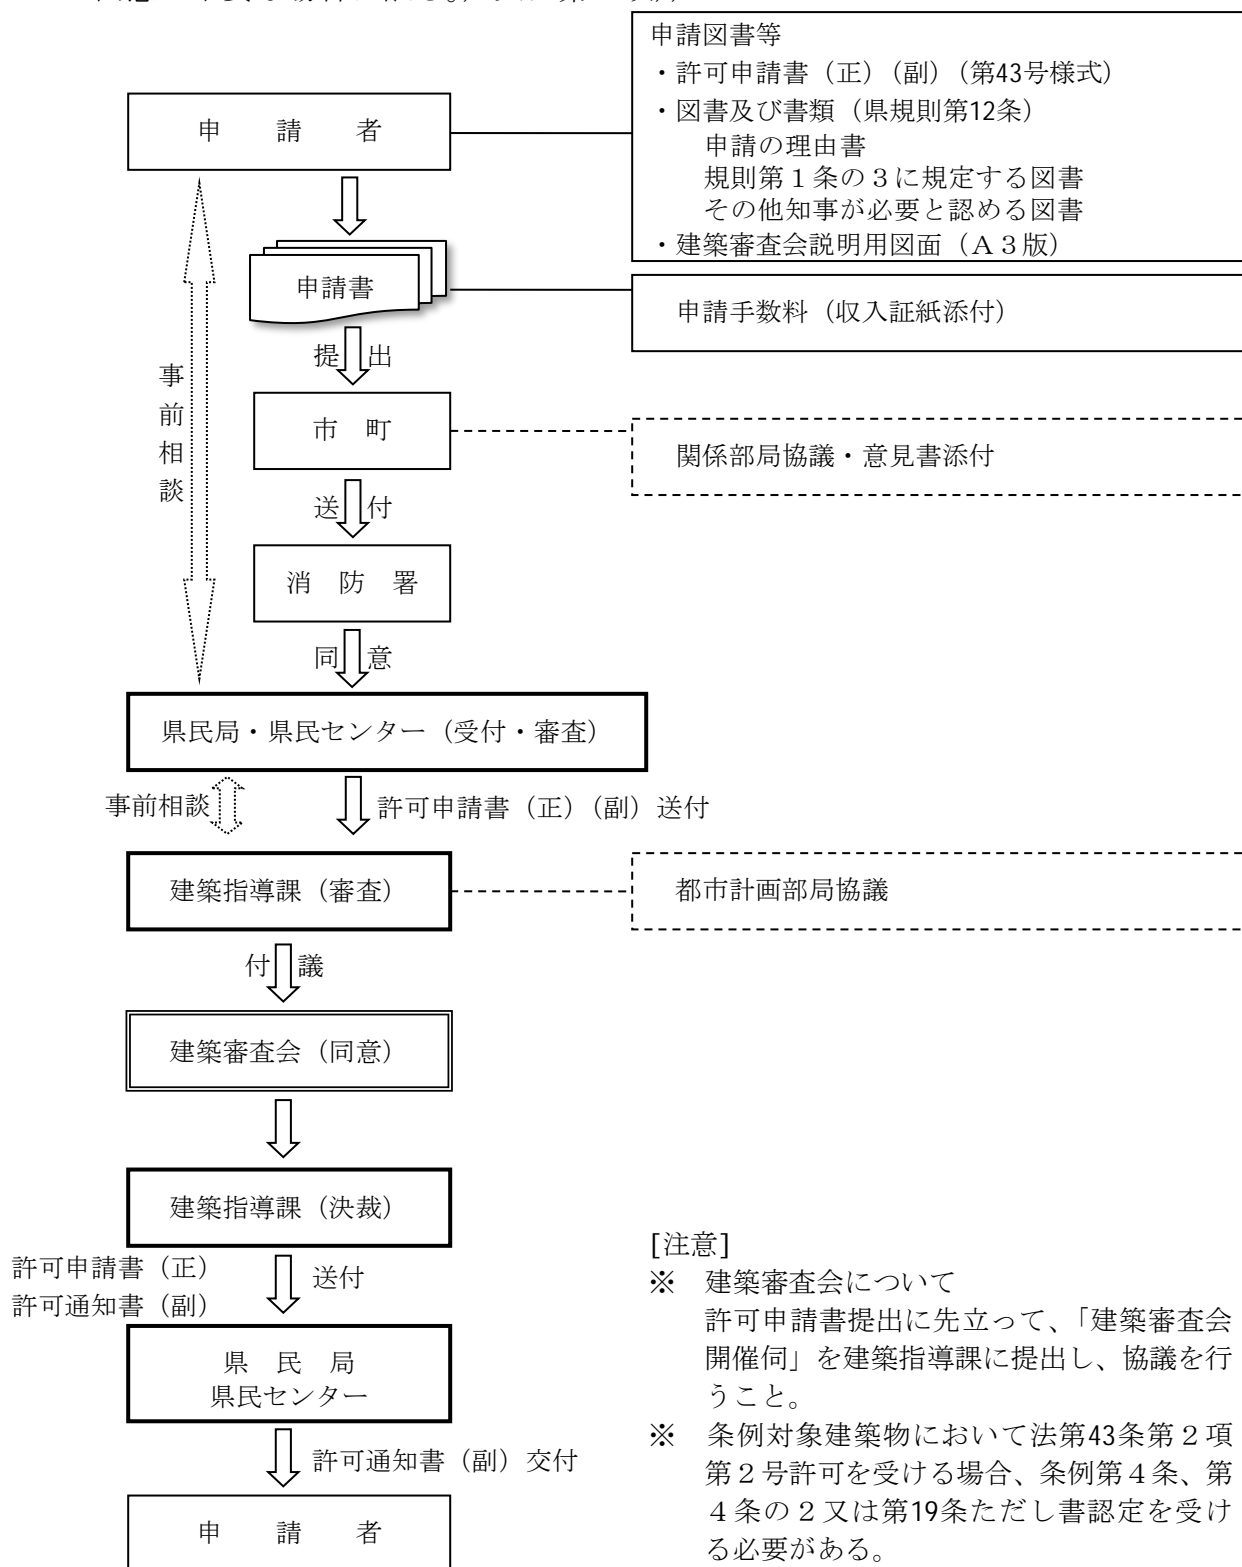 申請図書等
・許可申請書（正）（副）（第43号様式）
・図書及び書類（県規則第12条）
申請の理由書
規則第１条の３に規定する図書
その他知事が必要と認める図書
・建築審査会説明用図面（Ａ３版）
申　請　者
申請書
申請手数料（収入証紙添付）
提出
事前相談
市　町
関係部局協議・意見書添付
送付
消　防　署
同意
県民局・県民センター（受付・審査）
事前相談
許可申請書（正）（副）送付
建築指導課（審査）
都市計画部局協議
付議
建築審査会（同意）
建築指導課（決裁）
許可申請書（正）
許可通知書（副）
送付
県　民　局
県民センター
許可通知書（副）交付
申　請　者
［注意］
※　建築審査会について
許可申請書提出に先立って、「建築審査会
開催伺」を建築指導課に提出し、協議を行
うこと。
※　条例対象建築物において法第43条第２項
第２号許可を受ける場合、条例第４条、第
４条の２又は第19条ただし書認定を受け
る必要がある。